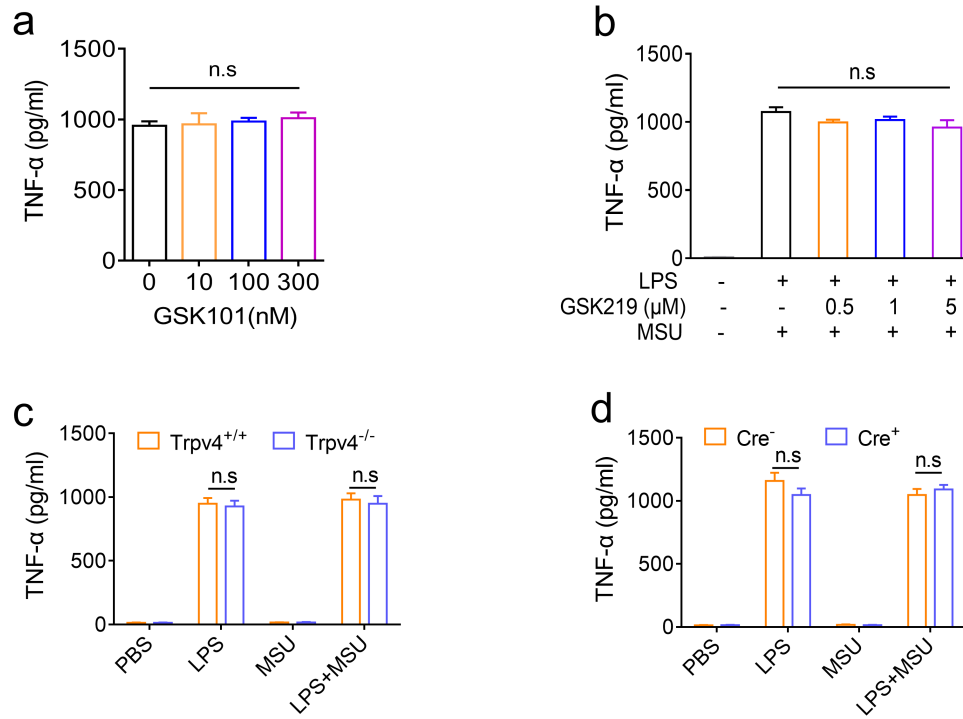 a
TNF-α (pg/ml)
1500
1000
500
0
n.s
0 10 100 300
GSK101(nM)
b
TNF-α (pg/ml)
1500
1000
500
0
n.s
LPS - + + + +
GSK219 (μM) - - 0.5 1 5
MSU - + + + +
c
Trpv4+/+ Trpv4-/-
TNF-α (pg/ml)
1500
1000
500
0
n.s n.s
PBS LPS MSU LPS+MSU
d
Cre- Cre+
TNF-α (pg/ml)
1500
1000
500
0
n.s n.s
PBS LPS MSU LPS+MSU